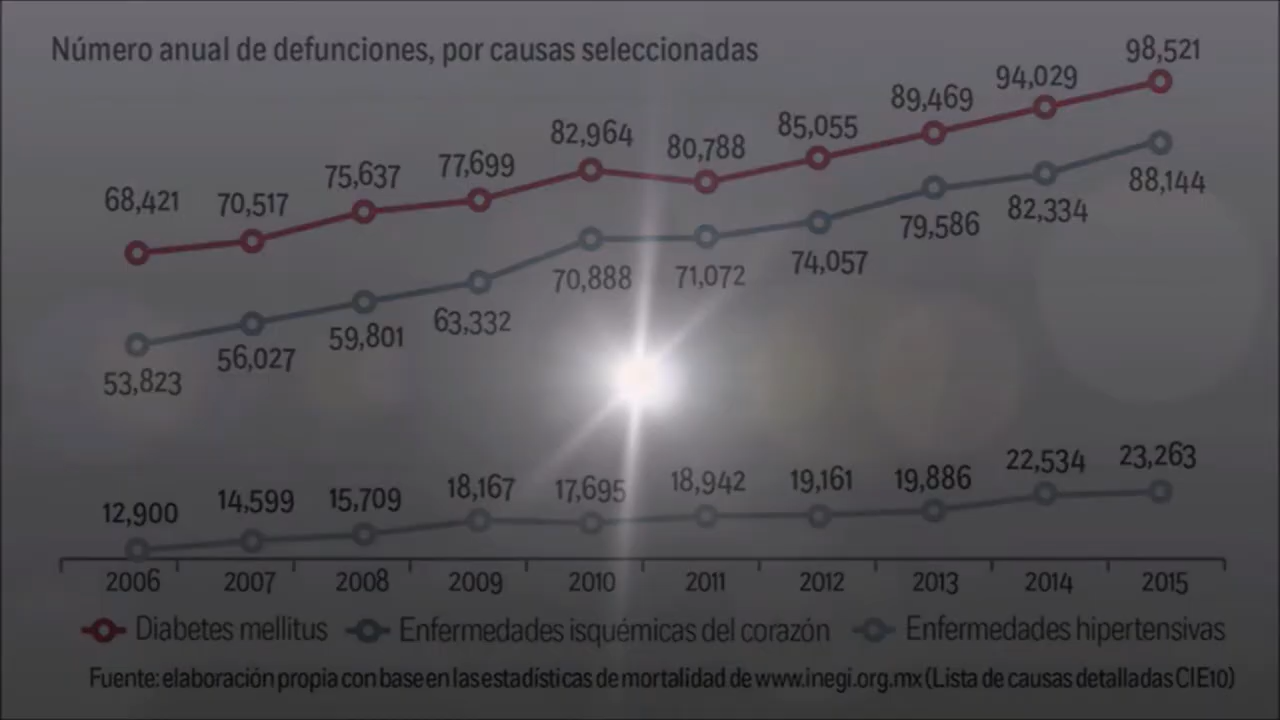 Número anual de defunciones, por causas seleccionadas
68,421 70,517 75,637 77,699 82,964 80,788 85,055 89,469 94,029 98,521
53,823 56,027 59,801 63,332 70,888 71,072 74,057 79,586 82,334 88,144
12,900 14,599 15,709 18,167 17,695 18,942 19,161 19,886 22,534 23,263
2006 2007 2008 2009 2010 2011 2012 2013 2014 2015
Diabetes mellitus Enfermedades isquémicas del corazón Enfermedades hipertensivas
Fuente: elaboración propia con base en las estadísticas de mortalidad de www.inegi.org.mx (Lista de causas detalladas CIE10)